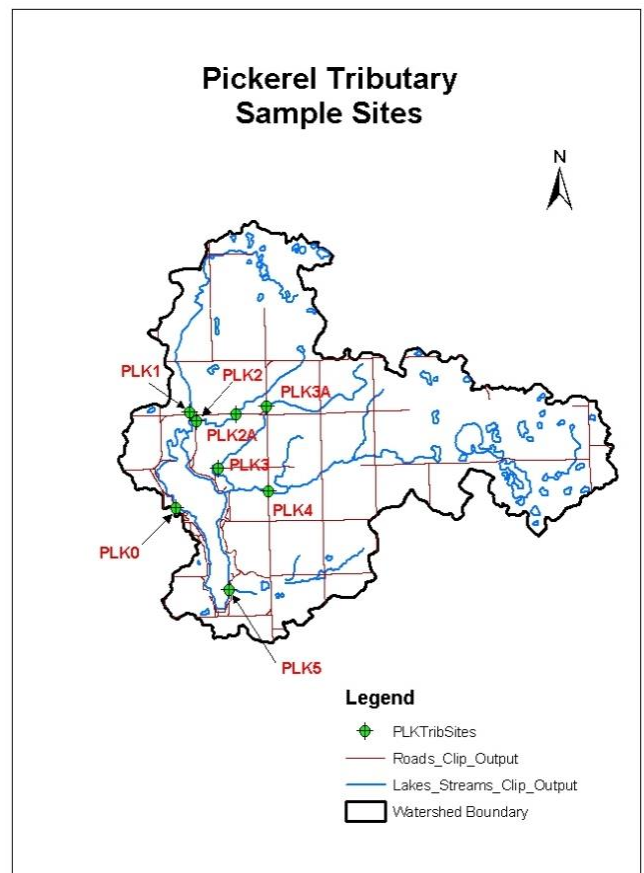 Pickerel Tributary
Sample Sites
N
PLK1
PLK2
PLK3A
PLK2A
PLK3
PLK4
PLK0
PLK5
Legend
PLKTribSites
Roads_Clip_Output
Lakes_Streams_Clip_Output
Watershed Boundary